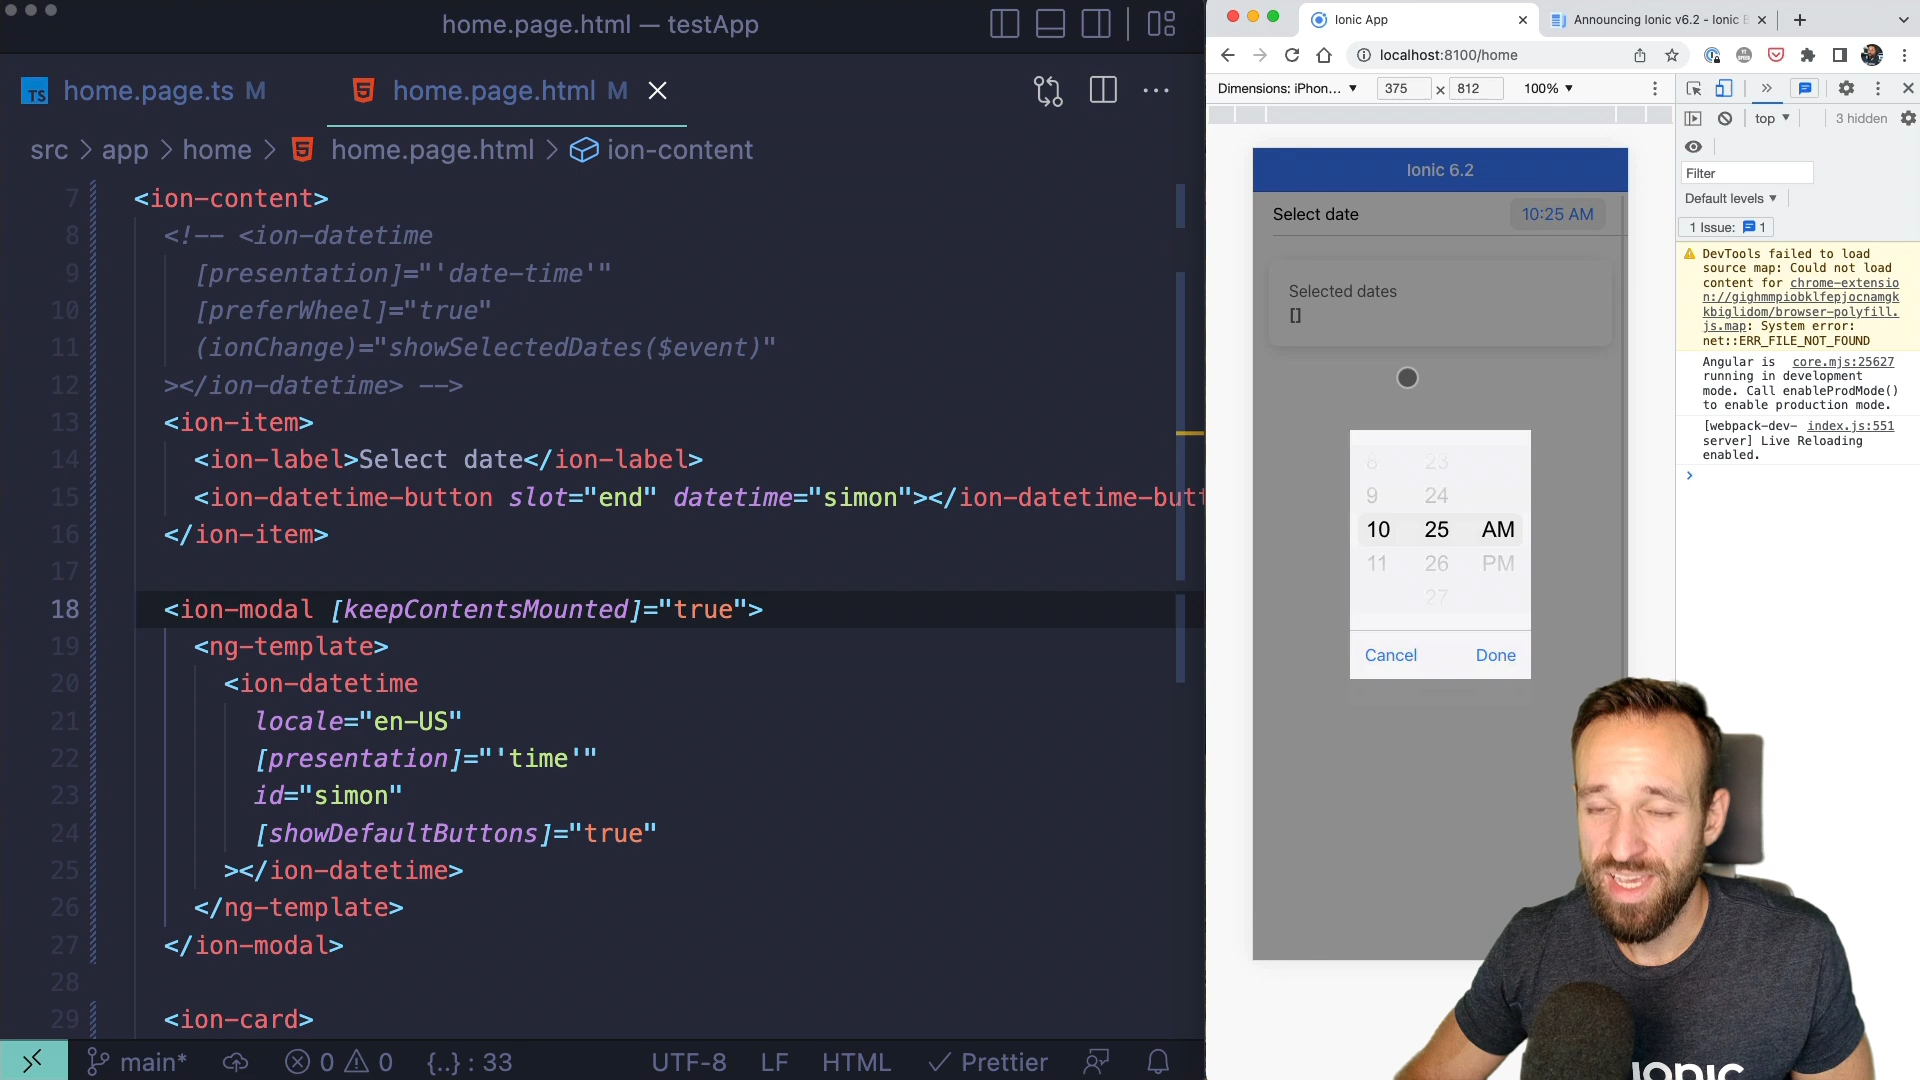 home.page.html — testApp
home.page.ts M
home.page.html M
src > app > home > home.page.html > ion-content
7 <ion-content>
8 <!-- <ion-datetime
9 [presentation]="'date-time'"
10 [preferWheel]="true"
11 (ionChange)="showSelectedDates($event)"
12 ></ion-datetime> -->
13 <ion-item>
14 <ion-label>Select date</ion-label>
15 <ion-datetime-button slot="end" datetime="simon"></ion-datetime-butt
16 </ion-item>
17
18 <ion-modal [keepContentsMounted]="true">
19 <ng-template>
20 <ion-datetime
21 locale="en-US"
22 [presentation]="'time'"
23 id="simon"
24 [showDefaultButtons]="true"
25 ></ion-datetime>
26 </ng-template>
27 </ion-modal>
28
29 <ion-card>
main* 0 0 {..} : 33 UTF-8 LF HTML Prettier
Ionic App
Announcing Ionic v6.2 - Ionic
localhost:8100/home
Dimensions: iPhon... 375 × 812 100%
top 3 hidden
Filter
Default levels
1 Issue: 1
DevTools failed to load
source map: Could not load
content for chrome-extensio
n://gighmmpiobklfepjocnamgk
kbiglidom/browser-polyfill.
js.map: System error:
net::ERR_FILE_NOT_FOUND
Angular is core.mjs:25627
running in development
mode. Call enableProdMode()
to enable production mode.
[webpack-dev- index.js:551
server] Live Reloading
enabled.
Ionic 6.2
Select date 10:25 AM
Selected dates
[]
8 23
9 24
10 25 AM
11 26 PM
27
Cancel Done
Ionic